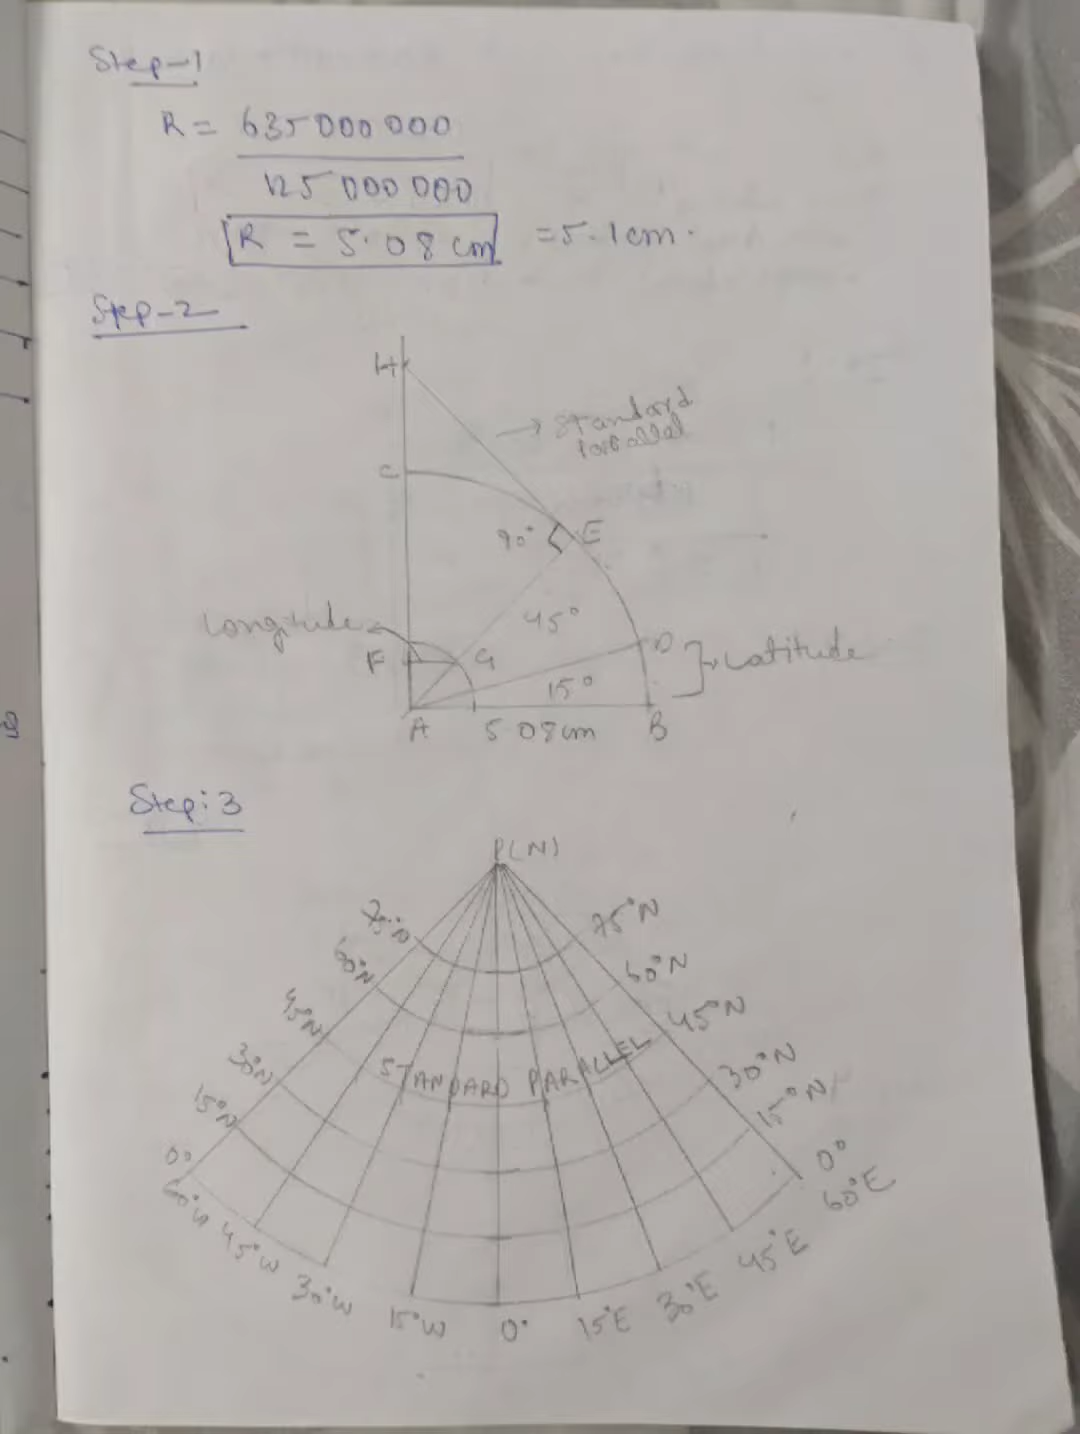 Step-1
R = 635000 000
125 000 000
R = 5.08 cm = 5.1cm.
Step-2
H
→ Standard
parallel
C
90° E
45°
Longitude
F G D
Latitude
15°
A 5.08cm B
Step:3
P(N)
75°N 75°N
60°N 60°N
45°N 45°N
STANDARD PARALLEL
30°N 30°N
15°N 15°N
0° 0°
60°W 60°E
45°W 45°E
30°W 30°E
15°W 0° 15°E